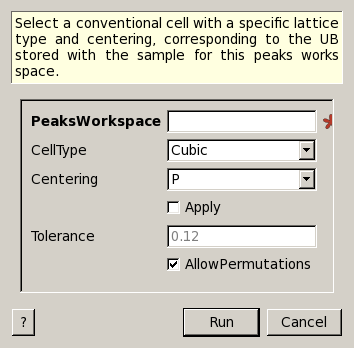 Select a conventional cell with a specific lattice
type and centering, corresponding to the UB
stored with the sample for this peaks works
space.
PeaksWorkspace
CellType Cubic
Centering P
Apply
Tolerance 0.12
AllowPermutations
? Run Cancel